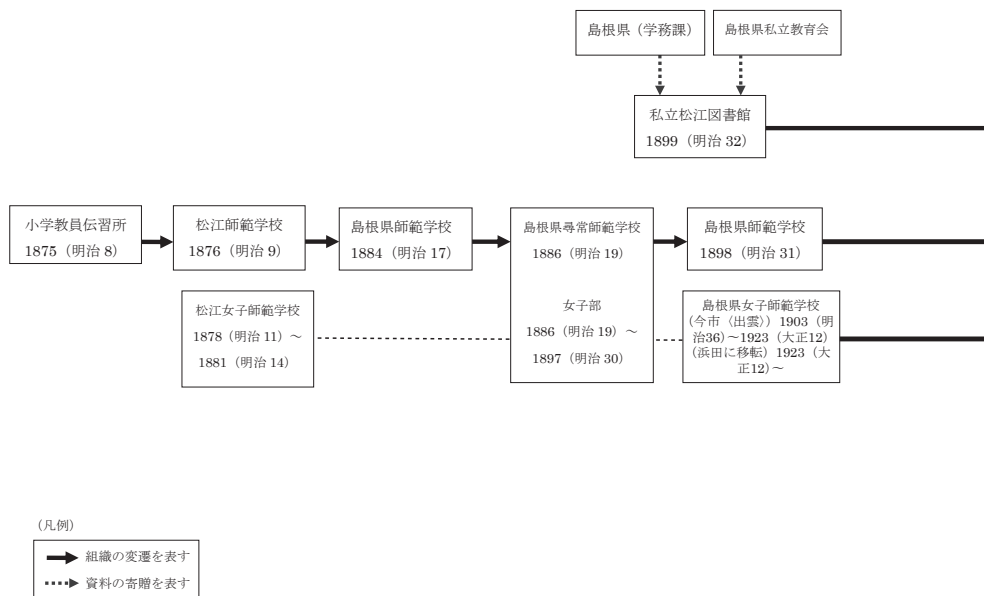 島根県（学務課）
島根県私立教育会
私立松江図書館
1899（明治 32）
小学教員伝習所
1875（明治 8）
松江師範学校
1876（明治 9）
島根県師範学校
1884（明治 17）
島根県尋常師範学校
1886（明治 19）
島根県師範学校
1898（明治 31）
松江女子師範学校
1878（明治 11）～
1881（明治 14）
女子部
1886（明治 19）～
1897（明治 30）
島根県女子師範学校
(今市〈出雲〉）1903（明
治36)～1923（大正12）
(浜田に移転）1923（大
正12)～
（凡例）
組織の変遷を表す
資料の寄贈を表す